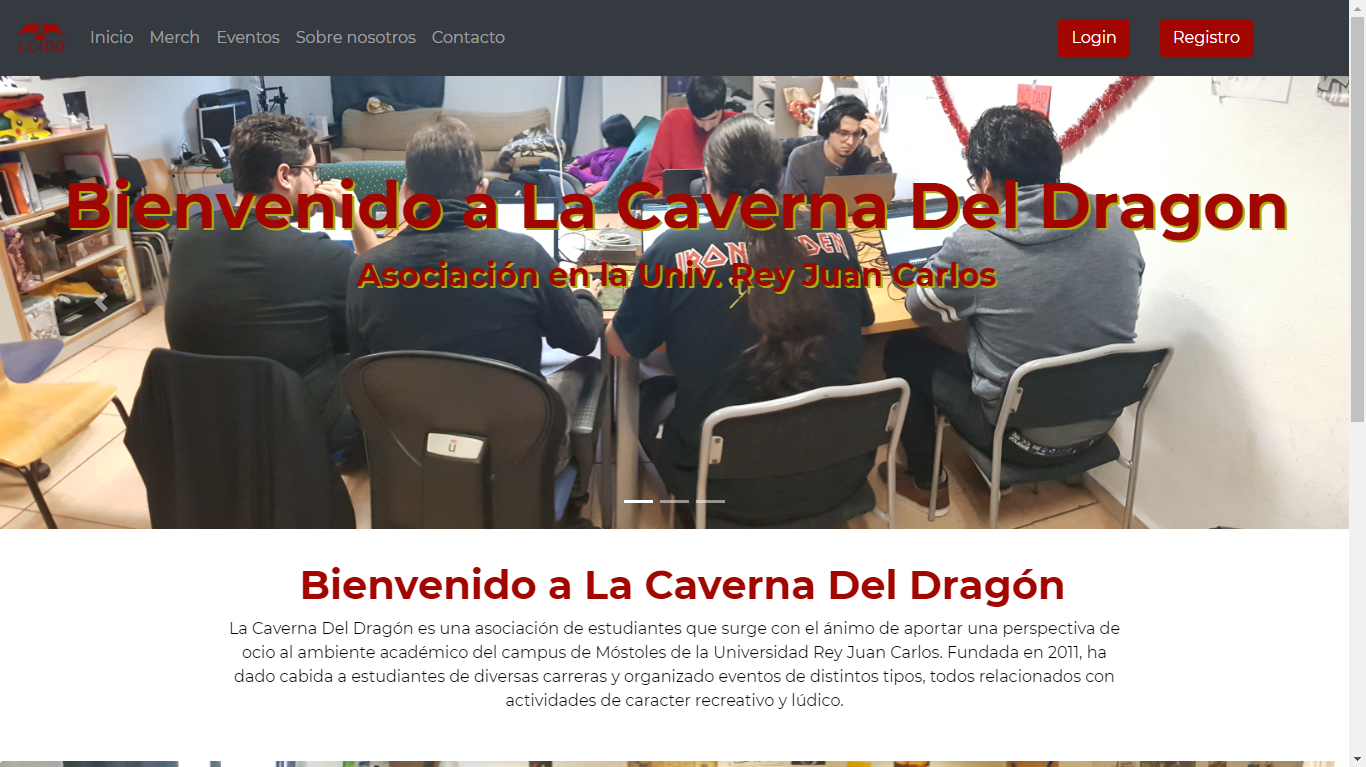 LCDD
Inicio Merch Eventos Sobre nosotros Contacto Login Registro
Bienvenido a La Caverna Del Dragon
IRON MAIDEN
Asociación en la Univ. Rey Juan Carlos
Bienvenido a La Caverna Del Dragón
La Caverna Del Dragón es una asociación de estudiantes que surge con el ánimo de aportar una perspectiva de
ocio al ambiente académico del campus de Móstoles de la Universidad Rey Juan Carlos. Fundada en 2011, ha
dado cabida a estudiantes de diversas carreras y organizado eventos de distintos tipos, todos relacionados con
actividades de caracter recreativo y lúdico.